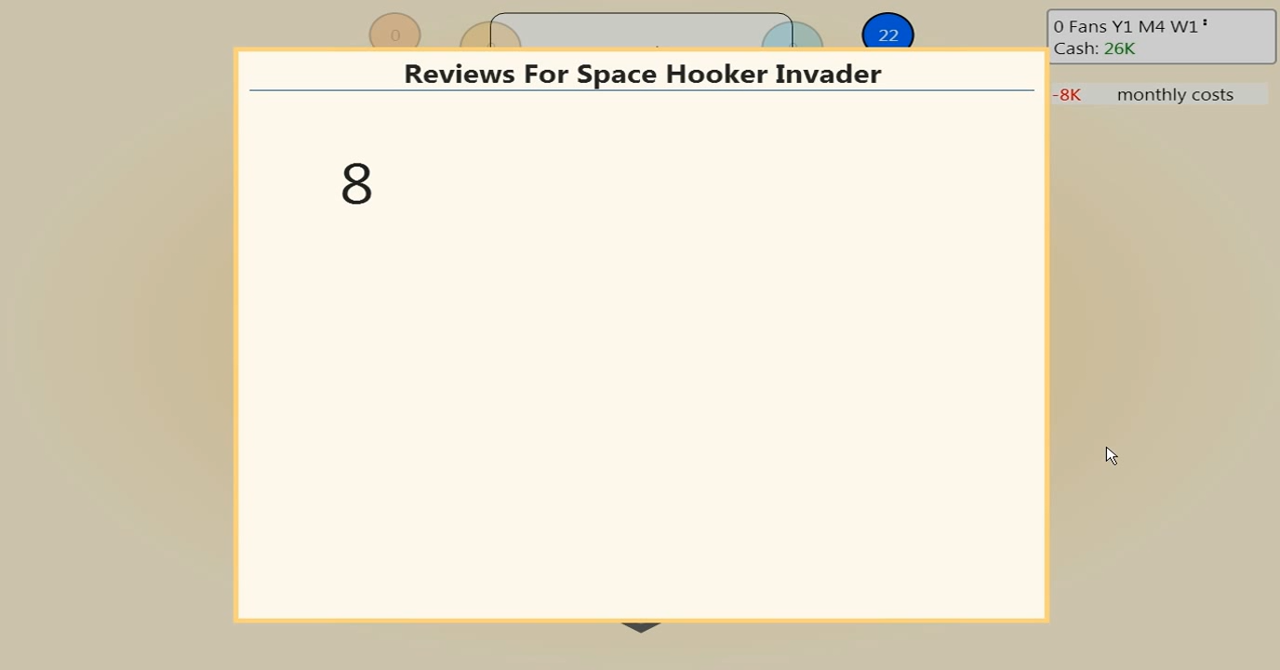 0
22
0 Fans Y1 M4 W1
Cash: 26K
-8K monthly costs
Reviews For Space Hooker Invader
8